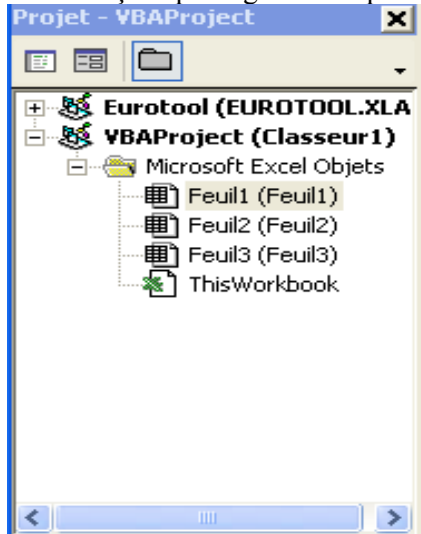 Projet - VBAProject
Eurotool (EUROTOOL.XLA
VBAProject (Classeur1)
Microsoft Excel Objets
Feuil1 (Feuil1)
Feuil2 (Feuil2)
Feuil3 (Feuil3)
ThisWorkbook